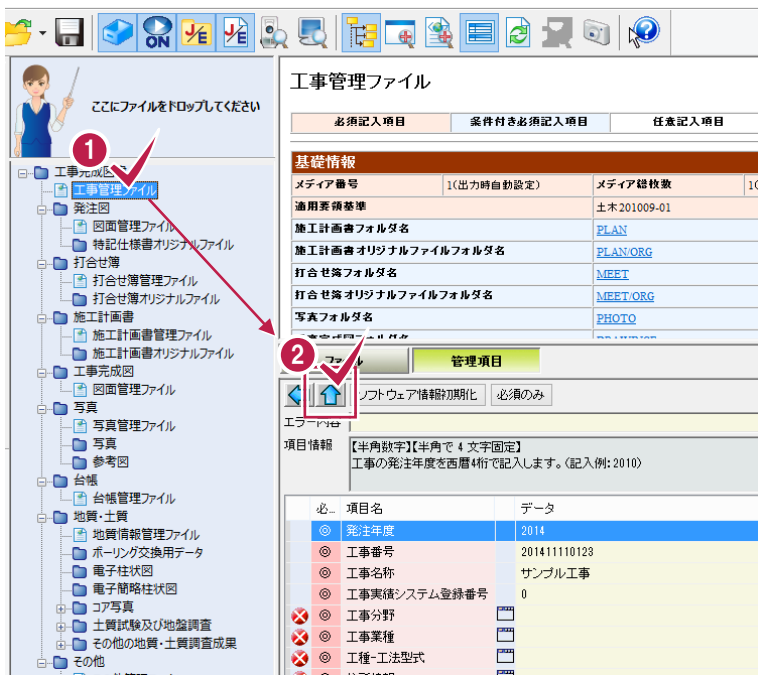 ON
J/E
J/E
ここにファイルをドロップしてください
1
工事完成図
工事管理ファイル
発注図
図面管理ファイル
特記仕様書オリジナルファイル
打合せ簿
打合せ簿管理ファイル
打合せ簿オリジナルファイル
施工計画書
施工計画書管理ファイル
施工計画書オリジナルファイル
工事完成図
図面管理ファイル
写真
写真管理ファイル
写真
参考図
台帳
台帳管理ファイル
地質・土質
地質情報管理ファイル
ボーリング交換用データ
電子柱状図
電子簡略柱状図
コア写真
土質試験及び地盤調査
その他の地質・土質調査成果
その他
工事管理ファイル
必須記入項目 条件付き必須記入項目 任意記入項目
基礎情報
メディア番号 1(出力時自動設定) メディア総枚数 1(
適用要領基準 土木201009-01
施工計画書フォルダ名 PLAN
施工計画書オリジナルファイルフォルダ名 PLAN/ORG
打合せ簿フォルダ名 MEET
打合せ簿オリジナルファイルフォルダ名 MEET/ORG
写真フォルダ名 PHOTO
2
ファイル 管理項目
ソフトウェア情報初期化 必須のみ
エラー内容
項目情報 【半角数字】【半角で 4 文字固定】
工事の発注年度を西暦4桁で記入します。(記入例:2010)
必... 項目名 データ
◎ 発注年度 2014
◎ 工事番号 201411110123
◎ 工事名称 サンプル工事
◎ 工事実績システム登録番号 0
◎ 工事分野
◎ 工事業種
◎ 工種-工法型式